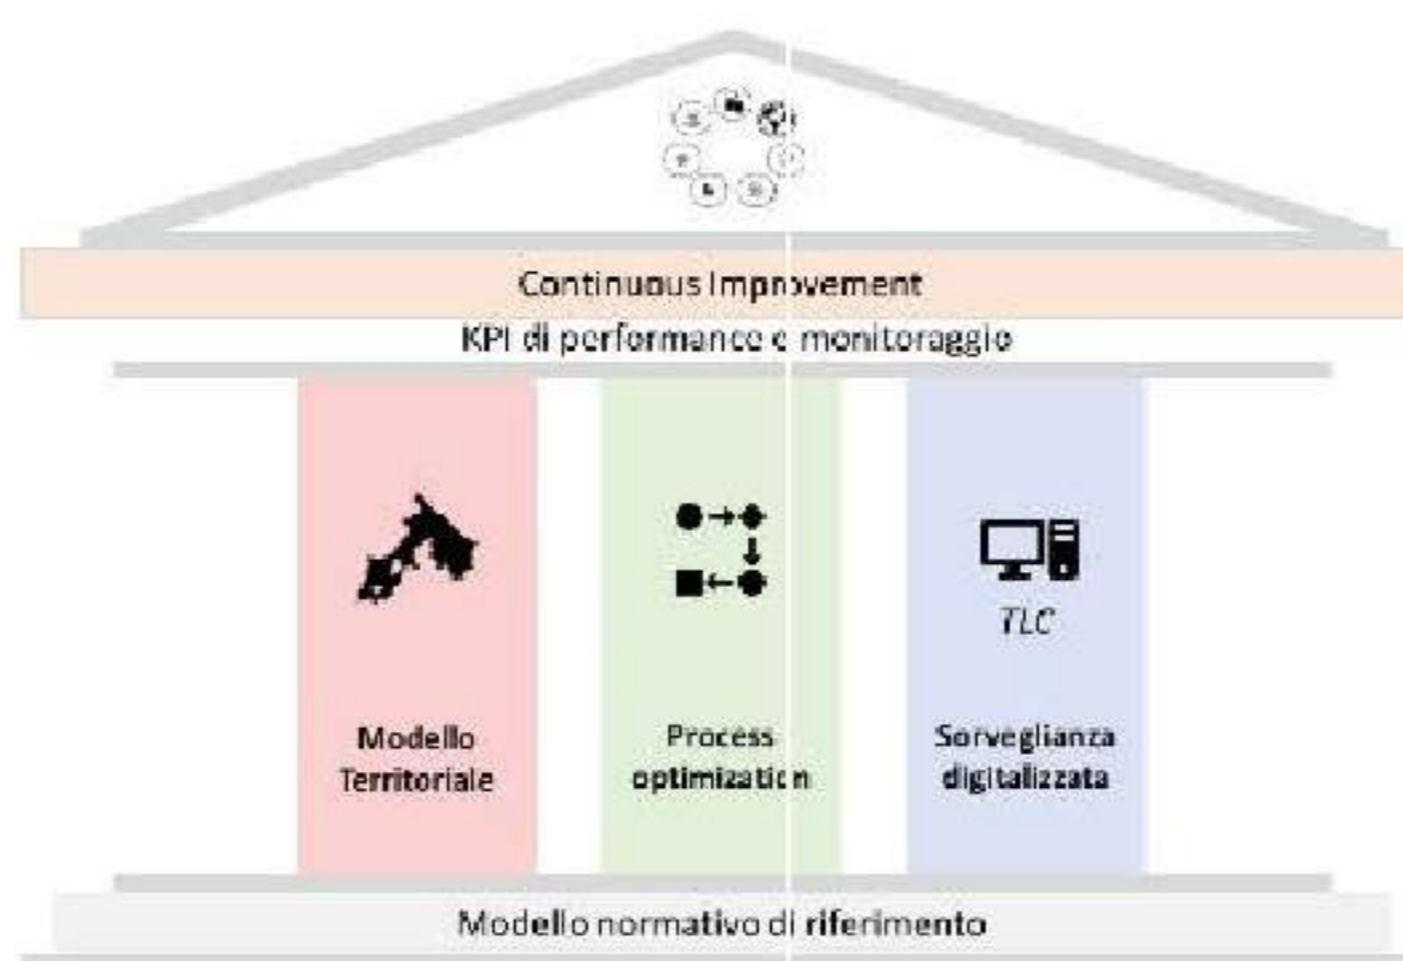 Continuous Improvement
KPI di performance e monitoraggio
TLC
Modello
Territoriale
Process
optimization
Sorveglianza
digitalizzata
Modello normativo di riferimento